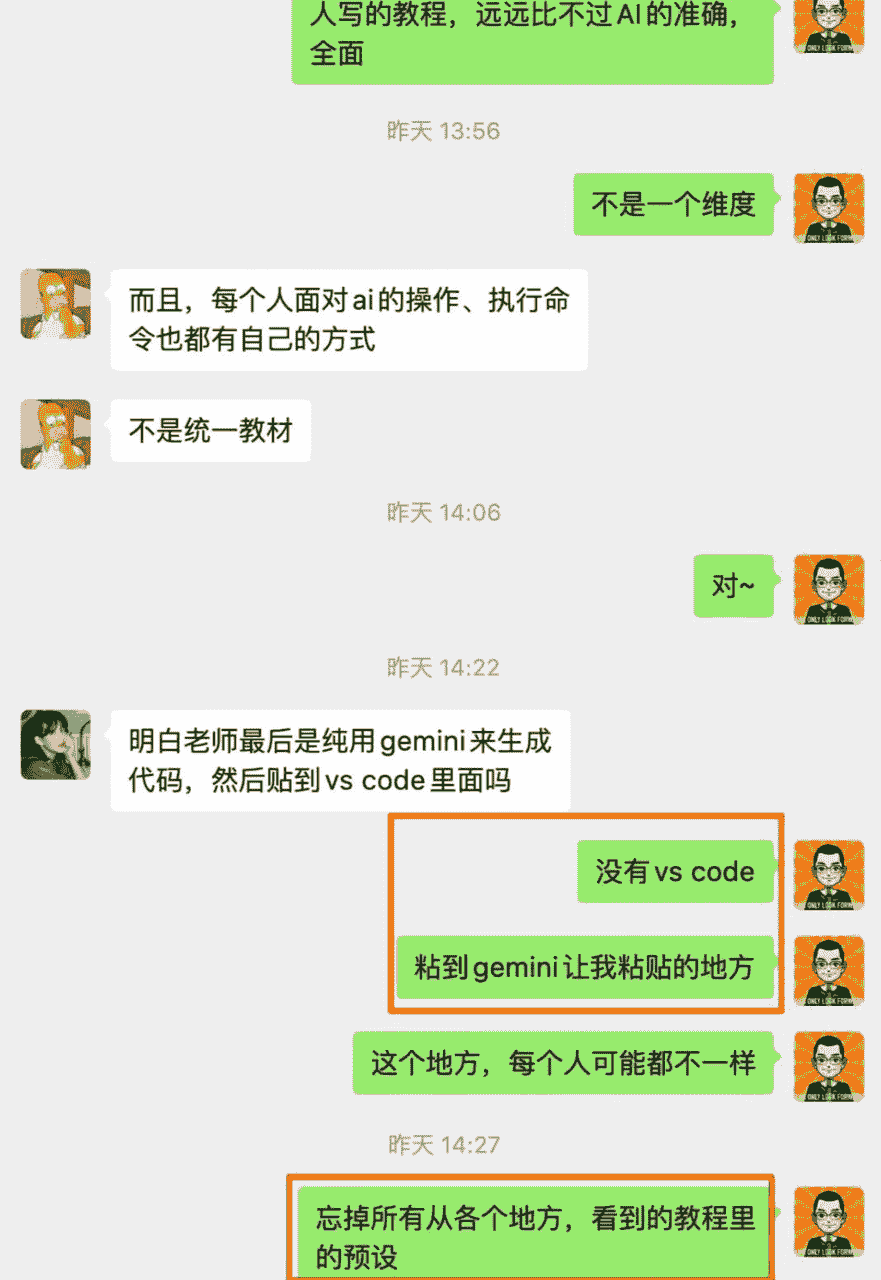 人写的教程，远远比不过AI的准确，
全面
昨天 13:56
不是一个维度
而且，每个人面对ai的操作、执行命
令也都有自己的方式
不是统一教材
昨天 14:06
对~
昨天 14:22
明白老师最后是纯用gemini来生成
代码，然后贴到vs code里面吗
没有vs code
粘到gemini让我粘贴的地方
这个地方，每个人可能都不一样
昨天 14:27
忘掉所有从各个地方，看到的教程里
的预设